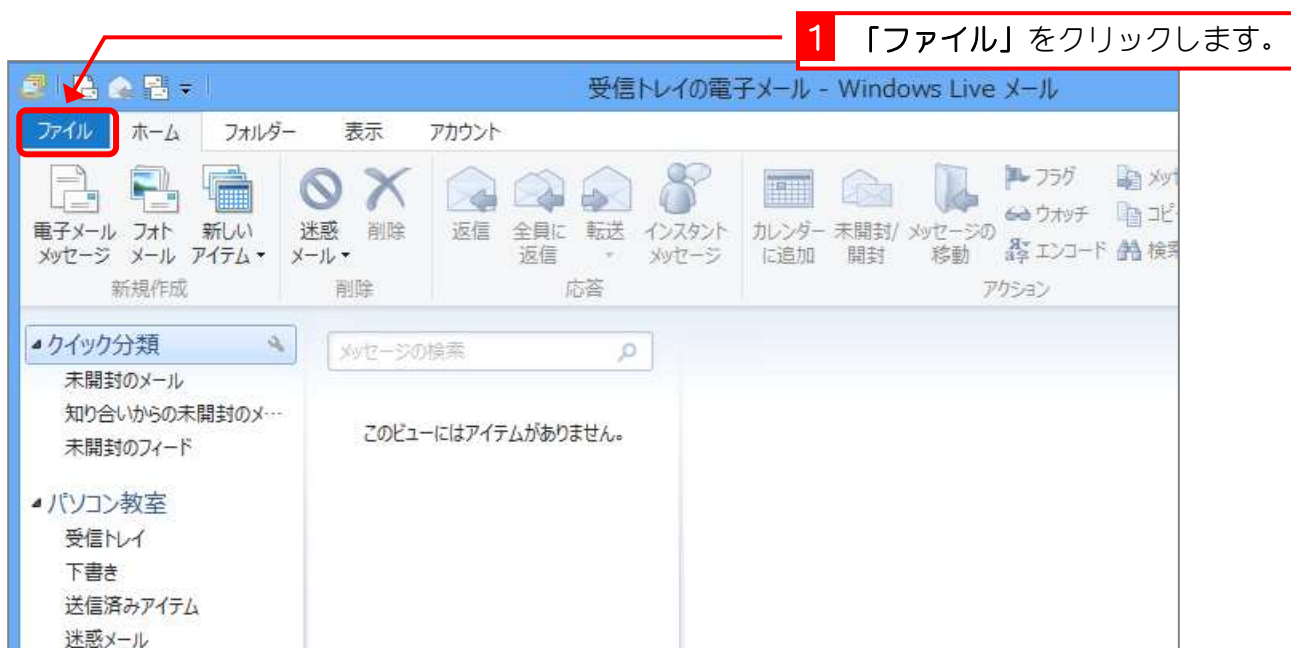 1 「ファイル」をクリックします。
受信トレイの電子メール - Windows Live メール
ファイル ホーム フォルダー 表示 アカウント
電子メール メッセージ
フォト メール
新しい アイテム
迷惑 メール
削除
返信
全員に 返信
転送
インスタント メッセージ
カレンダー に追加
未開封/ 開封
メッセージの 移動
フラグ
ウォッチ
エンコード
コピ
検索
新規作成 削除 応答 アクション
クイック分類
メッセージの検索
未開封のメール
知り合いからの未開封のメ…
未開封のフィード
このビューにはアイテムがありません。
パソコン教室
受信トレイ
下書き
送信済みアイテム
迷惑メール